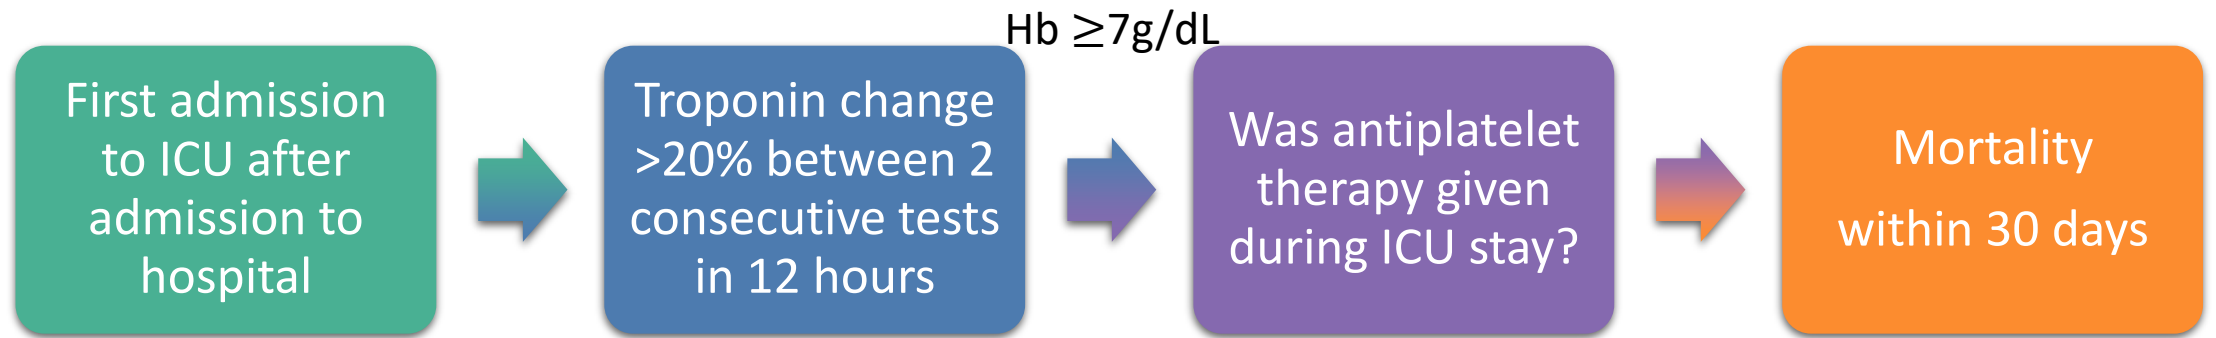 Hb ≥7g/dL
First admission
to ICU after
admission to
hospital
Troponin change
>20% between 2
consecutive tests
in 12 hours
Was antiplatelet
therapy given
during ICU stay?
Mortality
within 30 days